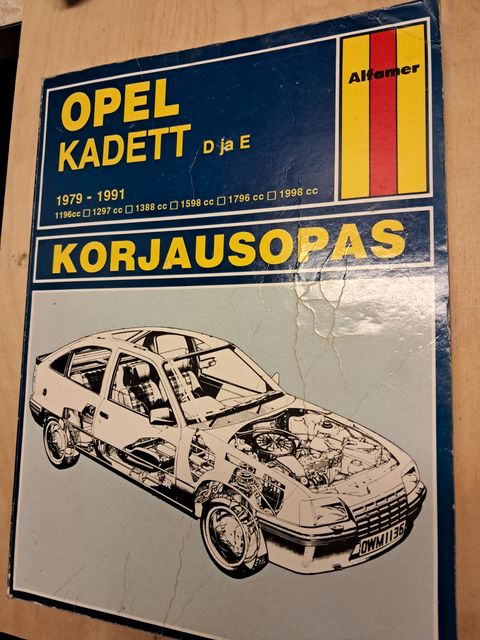 Alfamer
OPEL
KADETT D ja E
1979 - 1991
1196cc □ 1297 cc □ 1388 cc □ 1598 cc □ 1796 cc □ 1998 cc
KORJAUSOPAS
OWM1136